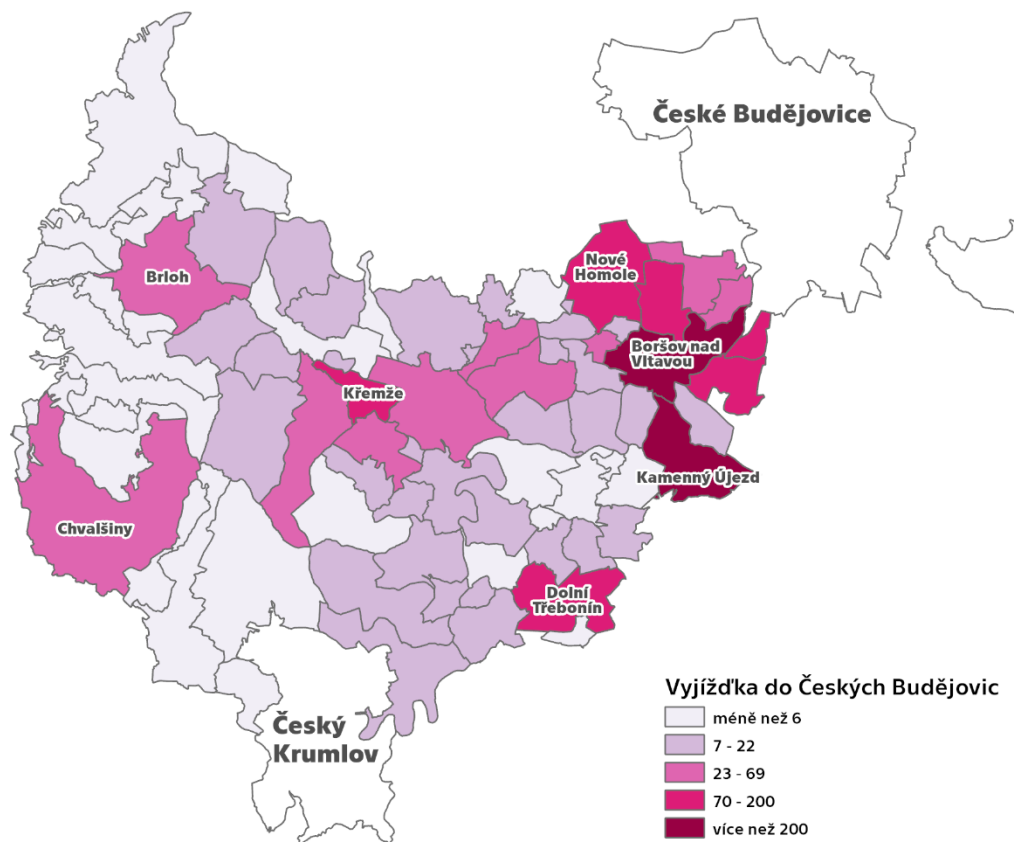 České Budějovice
Nové
Homole
Brloh
Boršov nad
Vltavou
Křemže
Kamenný Újezd
Chvalšiny
Dolní
Třebonín
Český
Krumlov
Vyjížďka do Českých Budějovic
méně než 6
7 - 22
23 - 69
70 - 200
více než 200